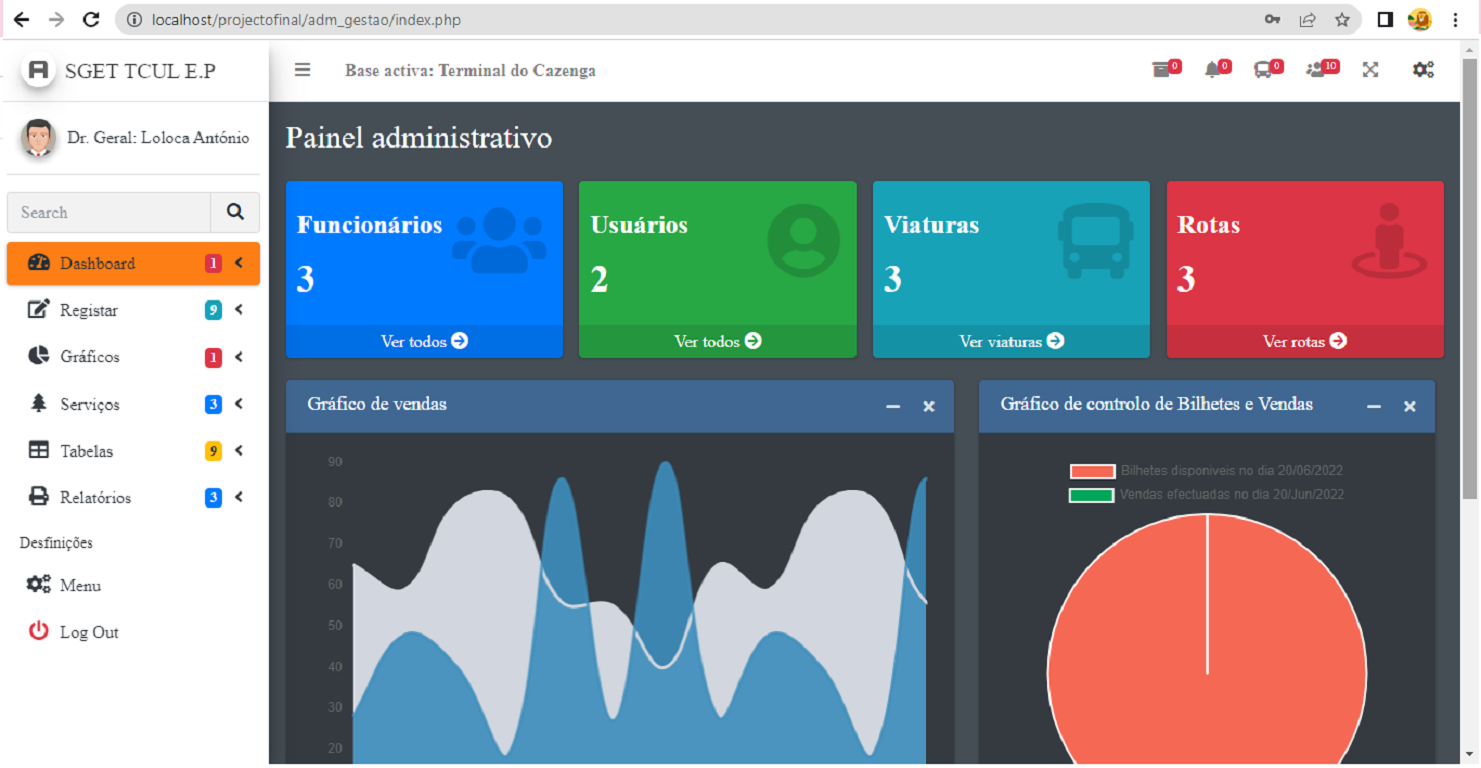 localhost/projectofinal/adm_gestao/index.php
SGET TCUL E.P
Base activa: Terminal do Cazenga
0
0
0
10
Dr. Geral: Loloca António
Search
Dashboard 1
Registar 9
Gráficos 1
Serviços 3
Tabelas 9
Relatórios 3
Desfinições
Menu
Log Out
Painel administrativo
Funcionários
3
Ver todos
Usuários
2
Ver todos
Viaturas
3
Ver viaturas
Rotas
3
Ver rotas
Gráfico de vendas
90
80
70
60
50
40
30
20
Gráfico de controlo de Bilhetes e Vendas
Bilhetes disponiveis no dia 20/06/2022
Vendas efectuadas no dia 20/Jun/2022